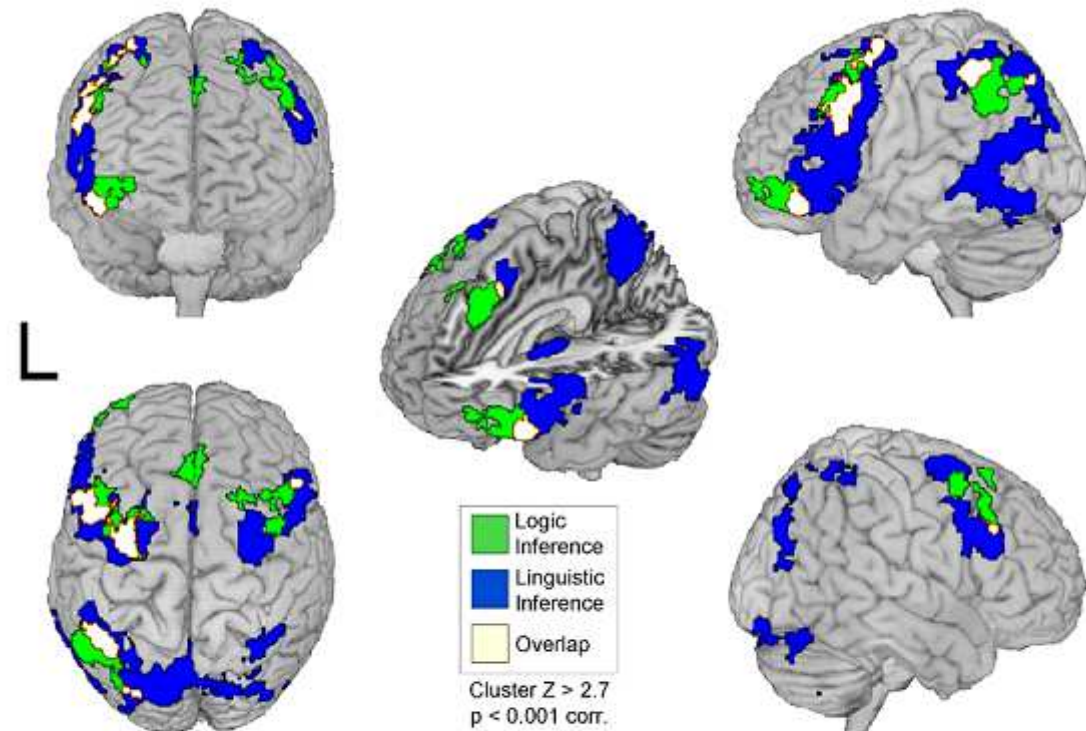 L
Logic
Inference
Linguistic
Inference
Overlap
Cluster Z > 2.7
p < 0.001 corr.